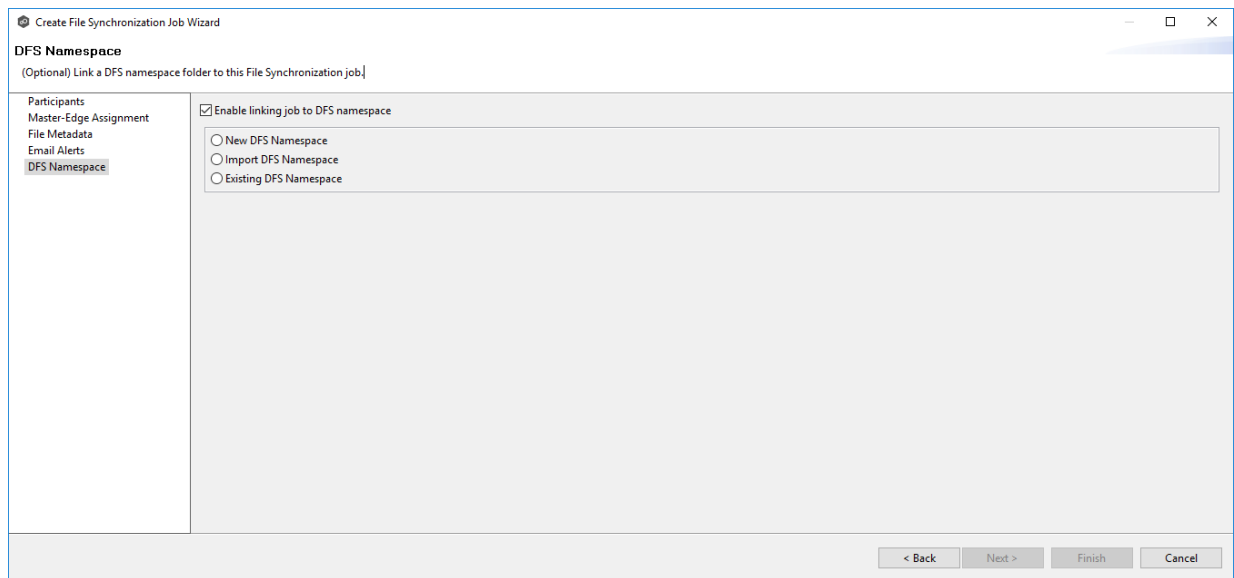 Create File Synchronization Job Wizard
DFS Namespace
(Optional) Link a DFS namespace folder to this File Synchronization job.
Participants
Master-Edge Assignment
File Metadata
Email Alerts
DFS Namespace
Enable linking job to DFS namespace
New DFS Namespace
Import DFS Namespace
Existing DFS Namespace
< Back
Next >
Finish
Cancel